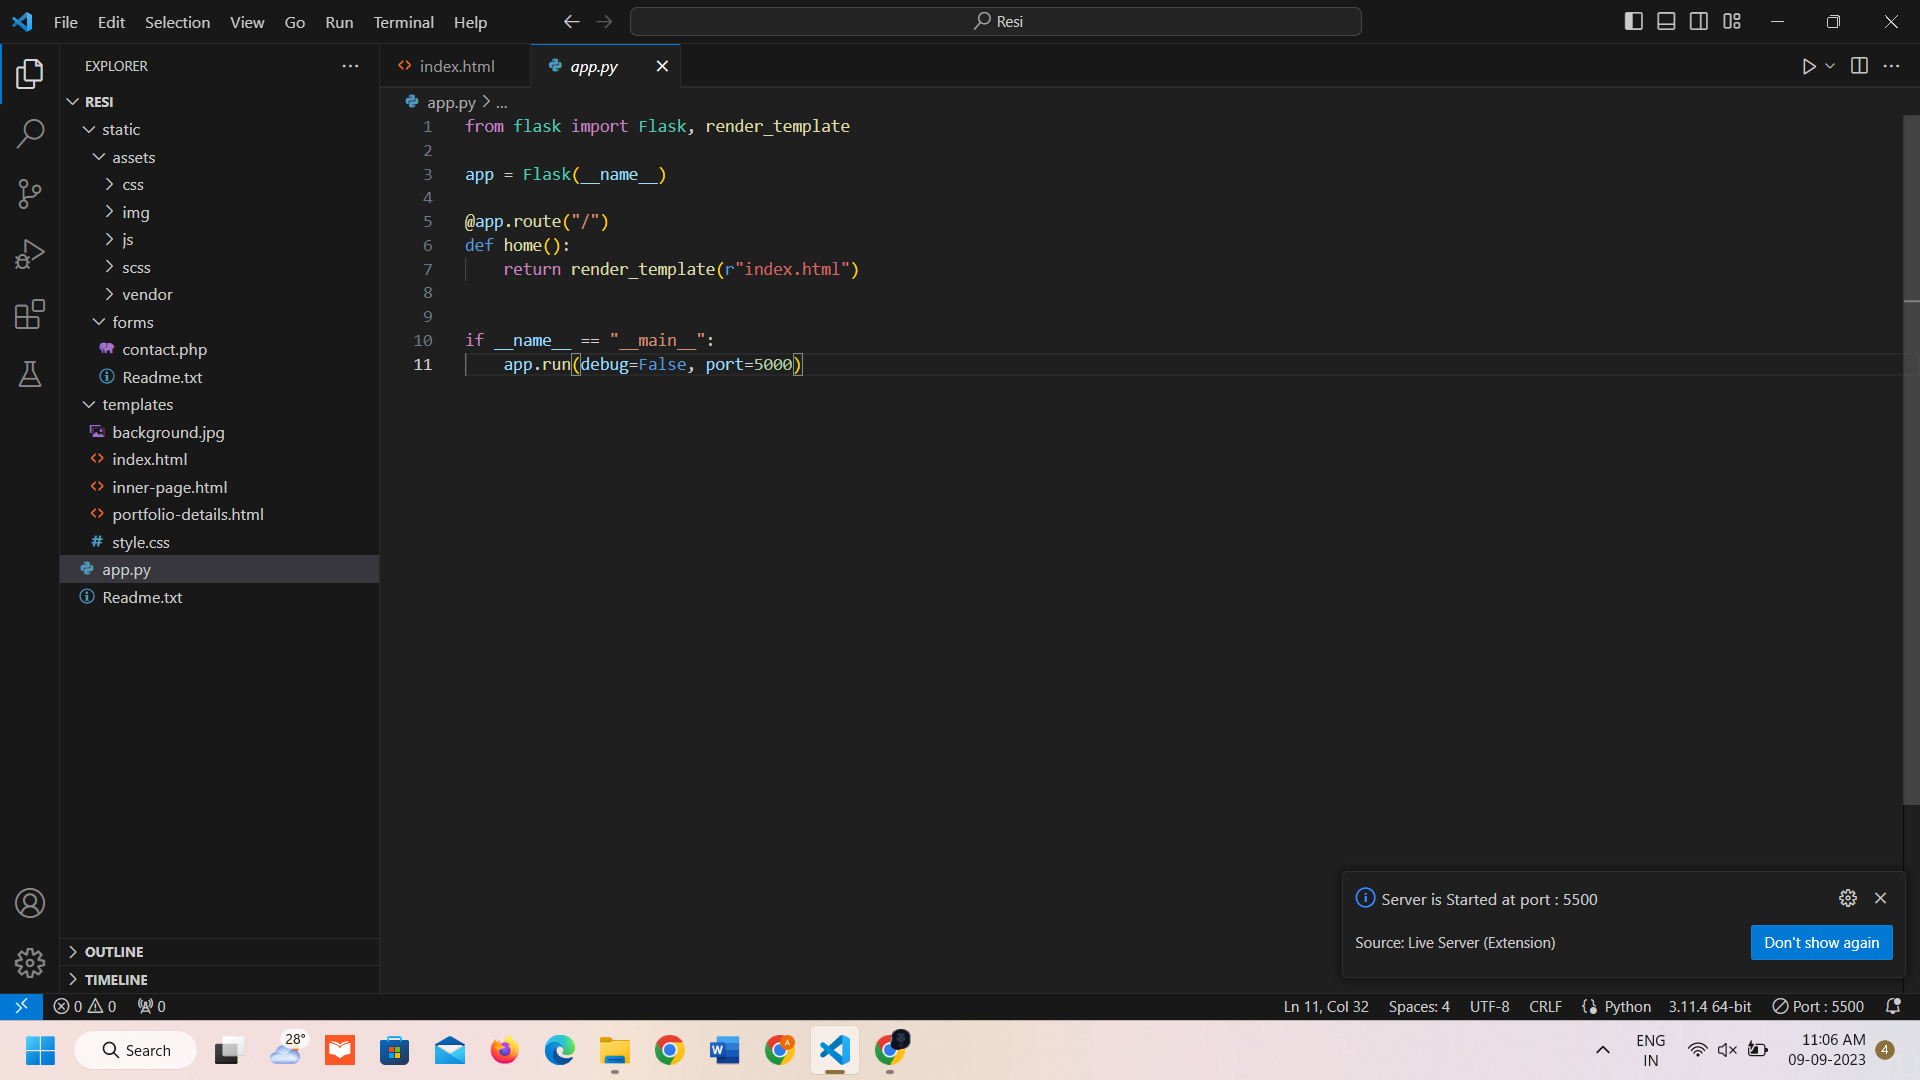 File Edit Selection View Go Run Terminal Help
Resi
EXPLORER
RESI
static
assets
css
img
js
scss
vendor
forms
contact.php
Readme.txt
templates
background.jpg
index.html
inner-page.html
portfolio-details.html
style.css
app.py
Readme.txt
OUTLINE
TIMELINE
index.html
app.py
app.py > ...
1 from flask import Flask, render_template
2
3 app = Flask(__name__)
4
5 @app.route("/")
6 def home():
7 return render_template(r"index.html")
8
9
10 if __name__ == "__main__":
11 app.run(debug=False, port=5000)
Server is Started at port : 5500
Source: Live Server (Extension)
Don't show again
0 0 0
Ln 11, Col 32 Spaces: 4 UTF-8 CRLF Python 3.11.4 64-bit Port : 5500
Search
28°
ENG
IN
11:06 AM
09-09-2023
4